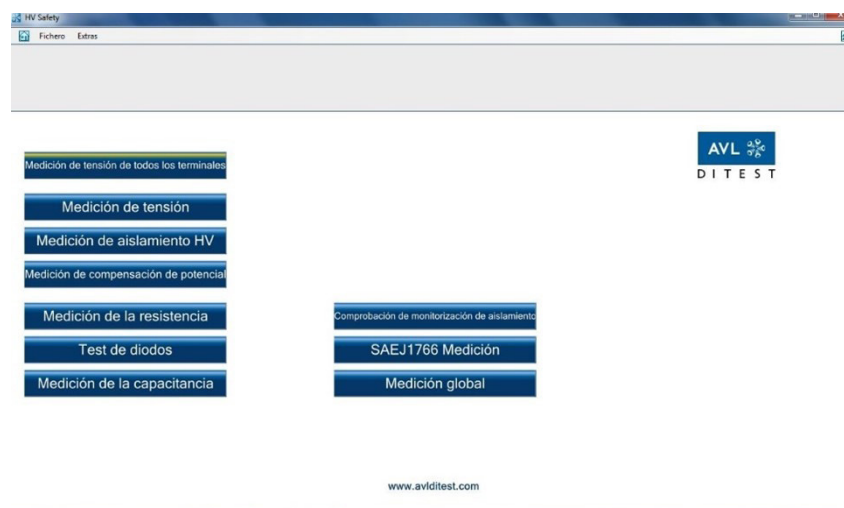 HV Safety
Fichero Extras
AVL
DITEST
Medición de tensión de todos los terminales
Medición de tensión
Medición de aislamiento HV
Medición de compensación de potencial
Medición de la resistencia
Comprobación de monitorización de aislamiento
Test de diodos
SAEJ1766 Medición
Medición de la capacitancia
Medición global
www.avlditest.com